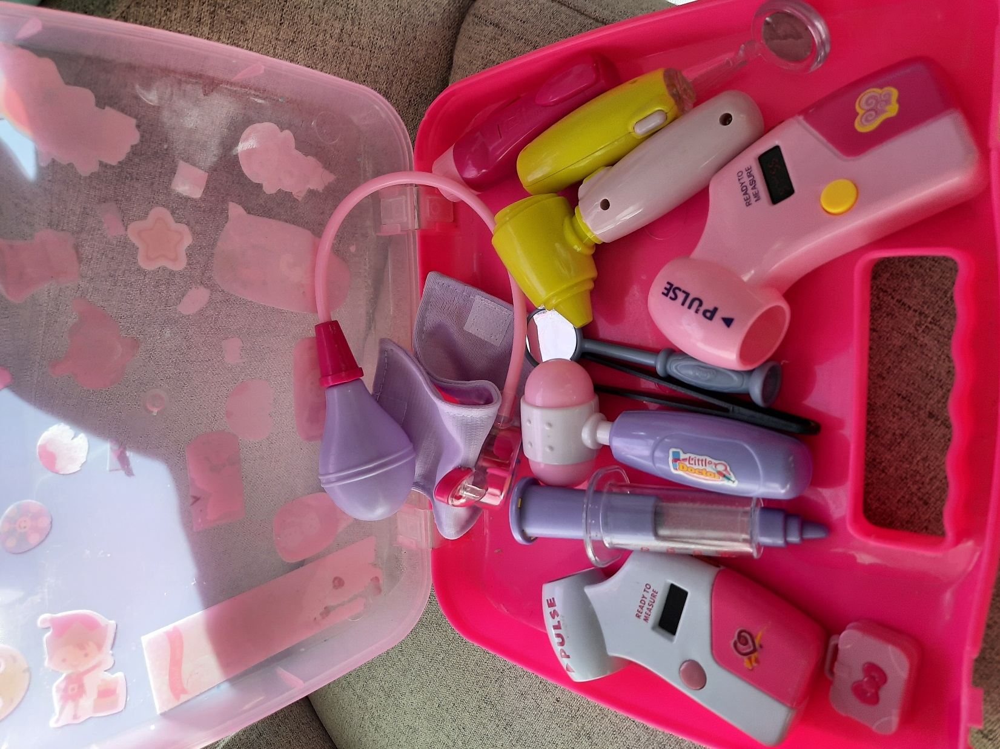 READY TO
MEASURE
PULSE
Little
Doctor
READY TO
MEASURE
PULSE